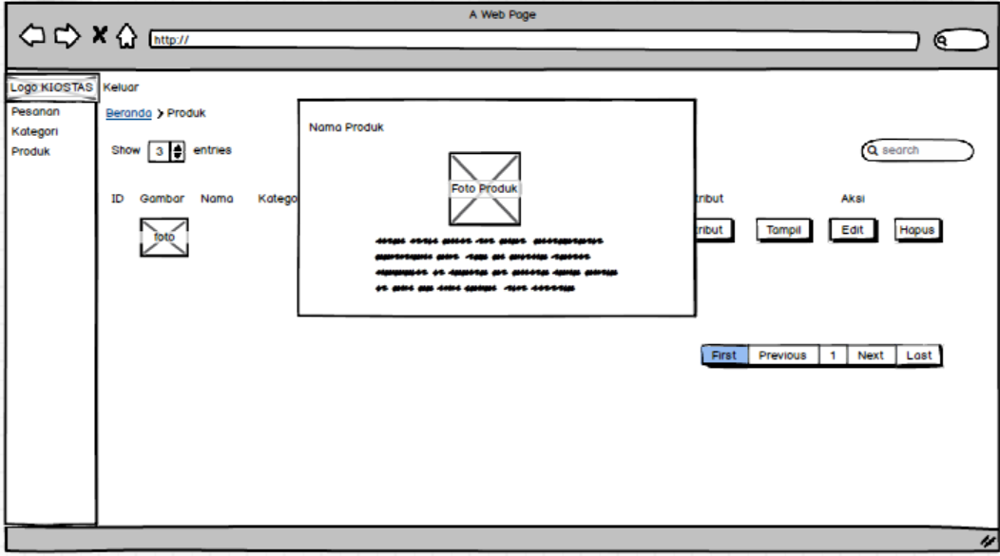 A Web Page
http://
Logo KIOSTAS Keluar
Pesanan
Kategori
Produk
Beranda > Produk
Show 3 entries
search
Nama Produk
Foto Produk
ID Gambar Nama Katego
tribut Aksi
foto
tribut Tampil Edit Hapus
First Previous 1 Next Last